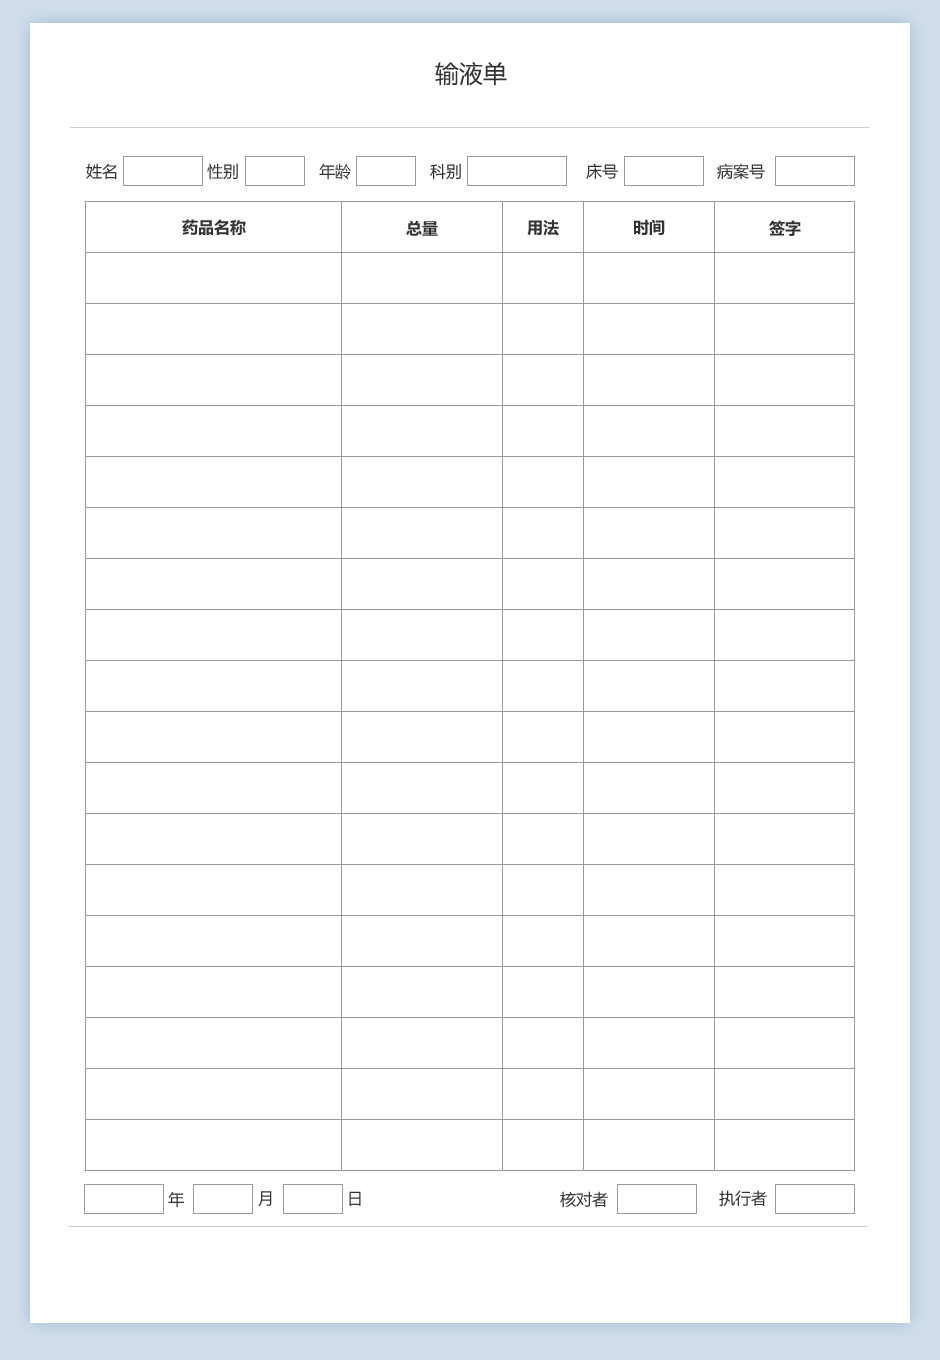 输液单
姓名 性别 年龄 科别 床号 病案号
药品名称 总量 用法 时间 签字
年 月 日 核对者 执行者